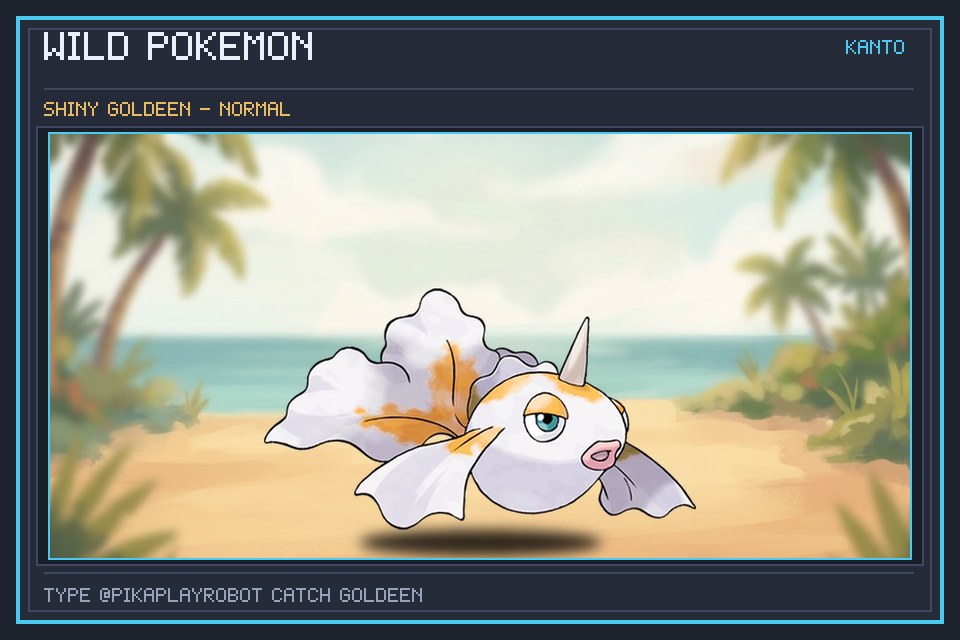 WILD POKEMON
KANTO
SHINY GOLDEEN - NORMAL
TYPE @PIKAPLAYROBOT CATCH GOLDEEN